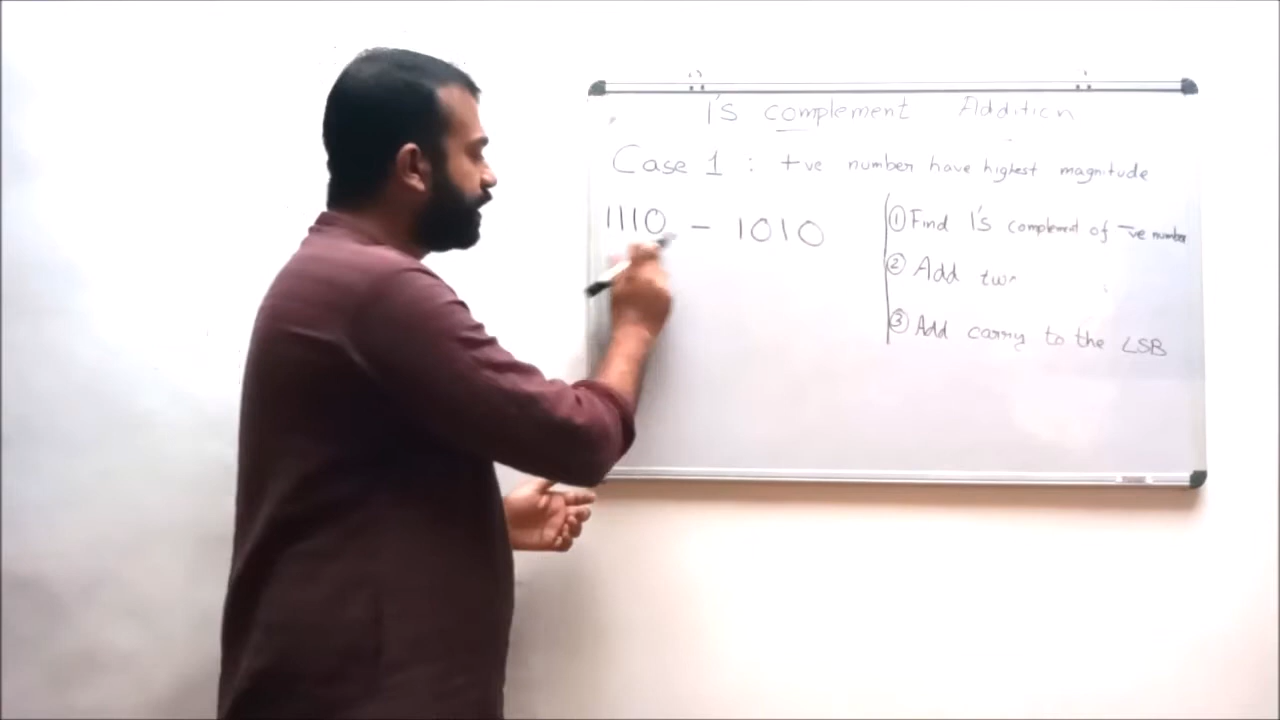 1's complement Addition
Case 1 : +ve number have highest magnitude
1110 - 1010
① Find 1's complement of -ve number
② Add two
③ Add carry to the LSB